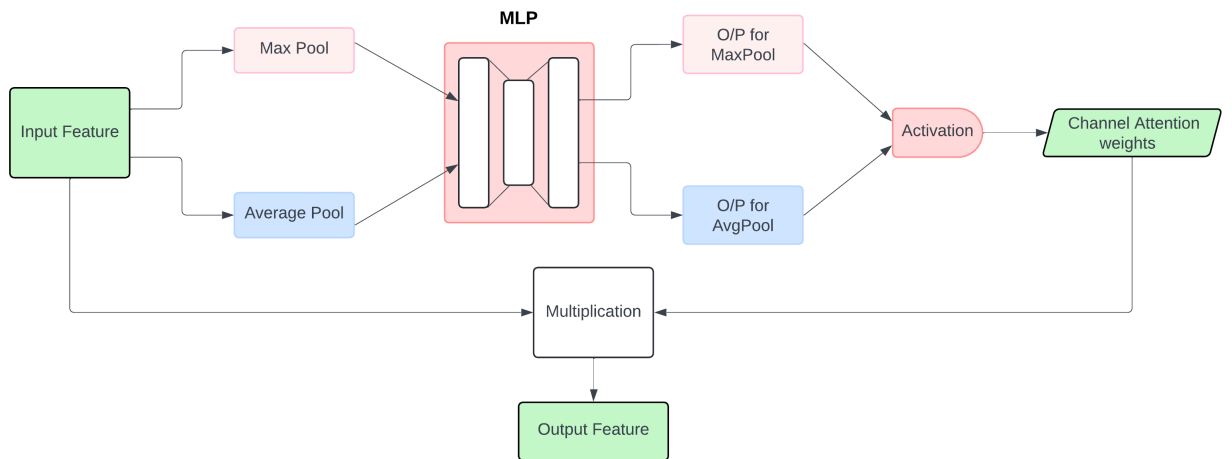 MLP
Max Pool
O/P for
MaxPool
Input Feature
Activation
Channel Attention
weights
Average Pool
O/P for
AvgPool
Multiplication
Output Feature